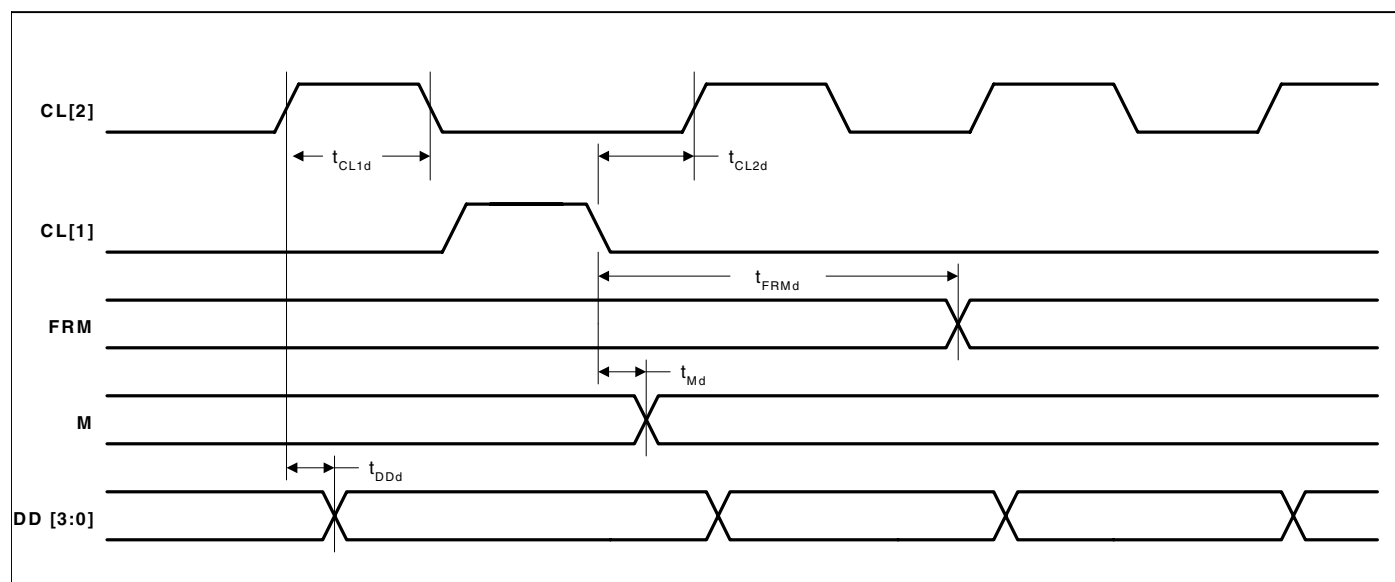 CL[2]
tCL1d
tCL2d
CL[1]
tFRMd
FRM
tMd
M
tDDd
DD [3:0]